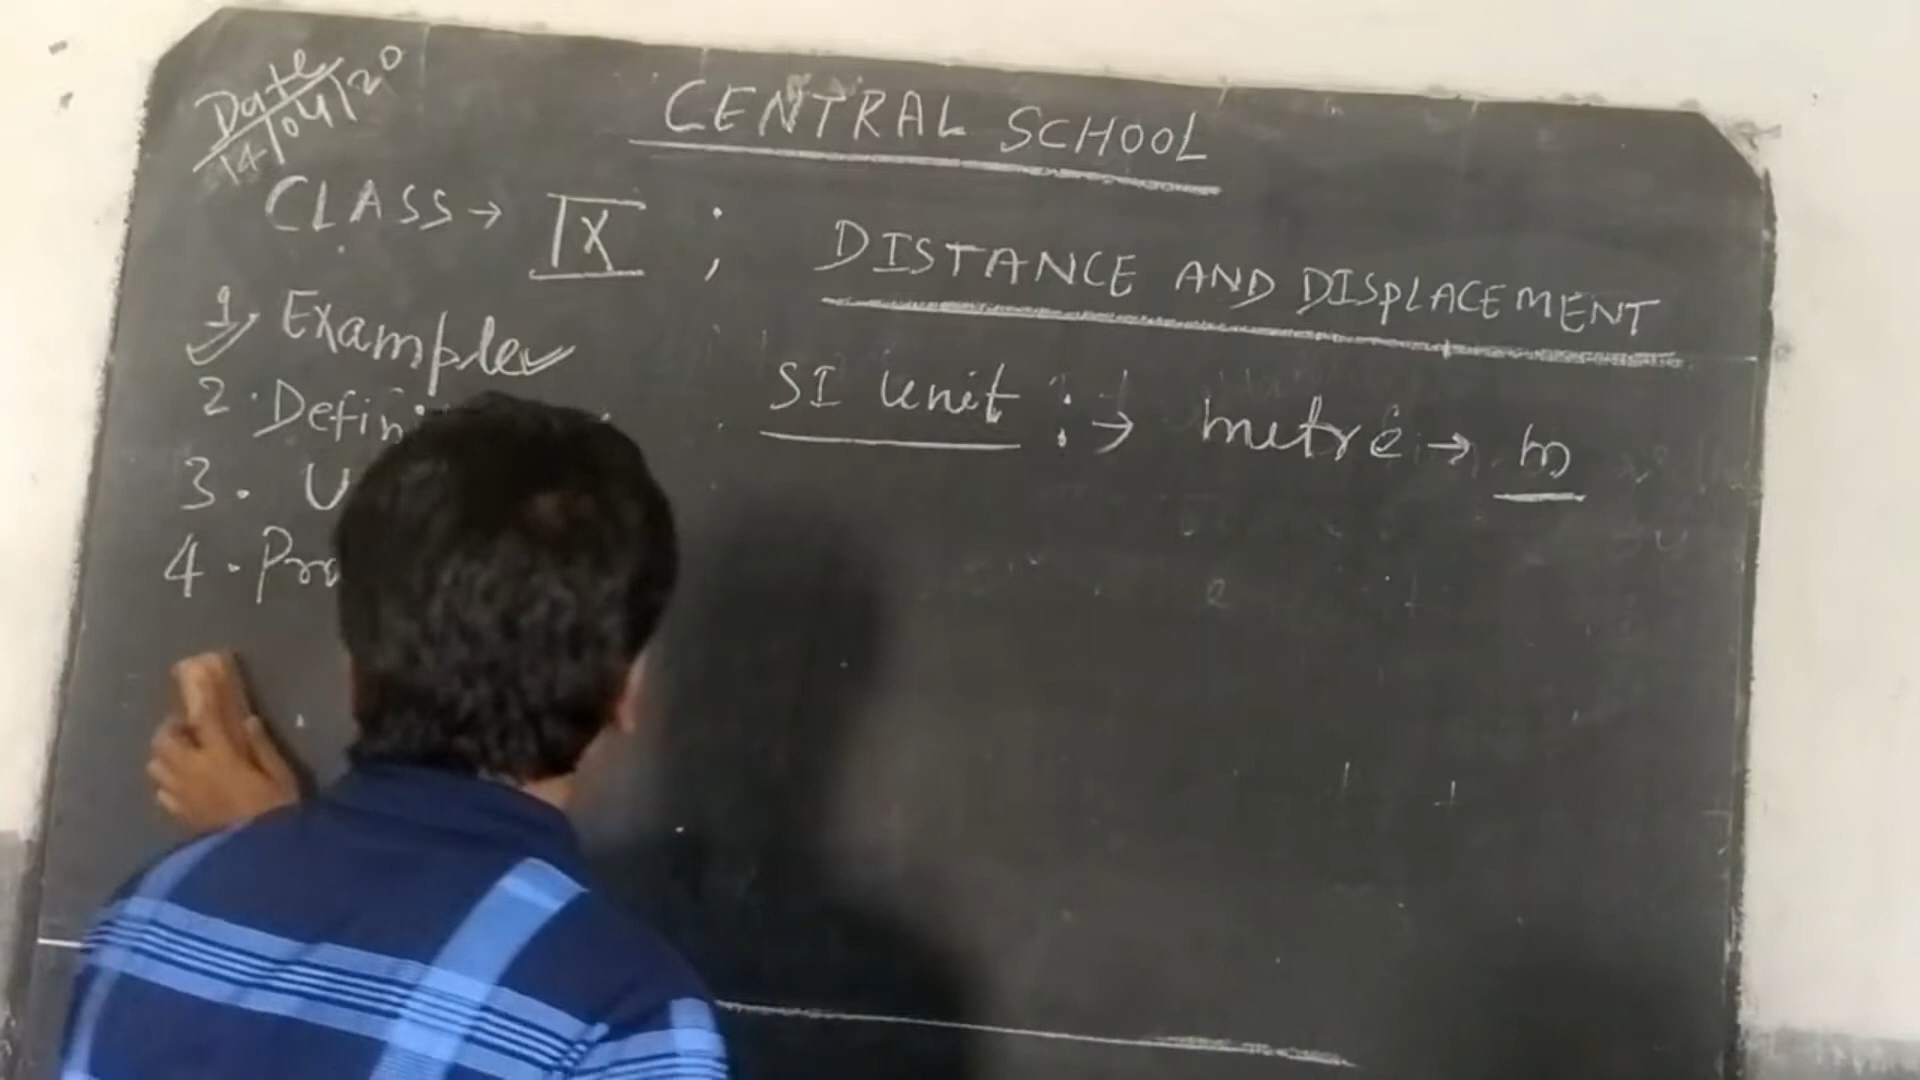 Date
14/04/20
CENTRAL SCHOOL
CLASS → IX ; DISTANCE AND DISPLACEMENT
1. Example
2. Defin
3. U
4. Pro
SI unit :→ metre → m